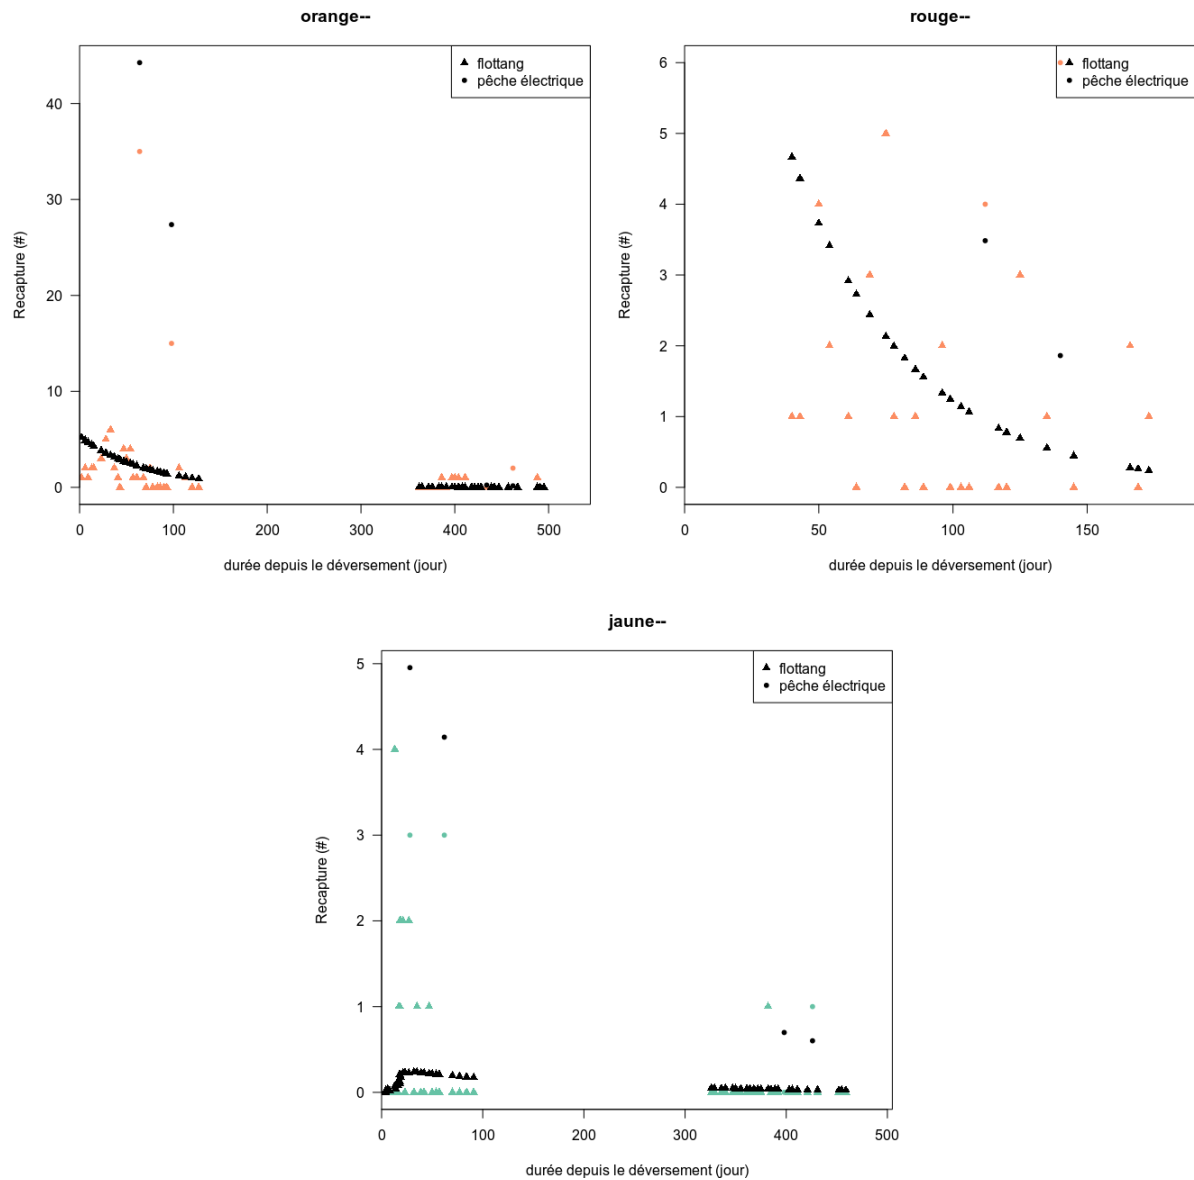 orange--
flottang
pêche électrique
Recapture (#)
0
10
20
30
40
0 100 200 300 400 500
durée depuis le déversement (jour)
rouge--
flottang
pêche électrique
Recapture (#)
0
1
2
3
4
5
6
0 50 100 150
durée depuis le déversement (jour)
jaune--
flottang
pêche électrique
Recapture (#)
0
1
2
3
4
5
0 100 200 300 400 500
durée depuis le déversement (jour)